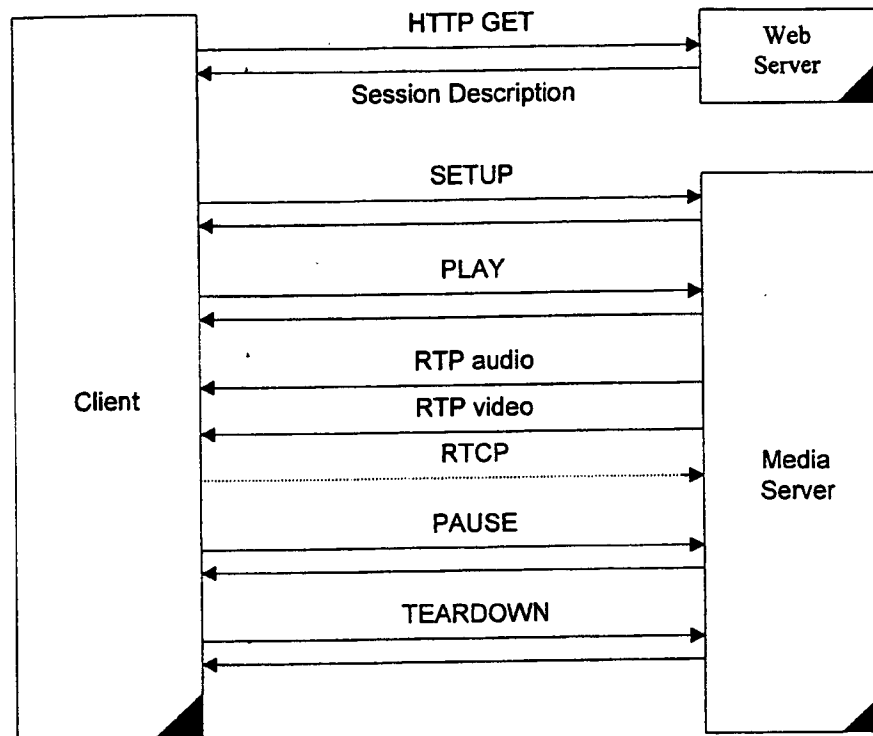 HTTP GET
Web
Server
Session Description
SETUP
PLAY
RTP audio
Client
RTP video
RTCP
Media
Server
PAUSE
TEARDOWN